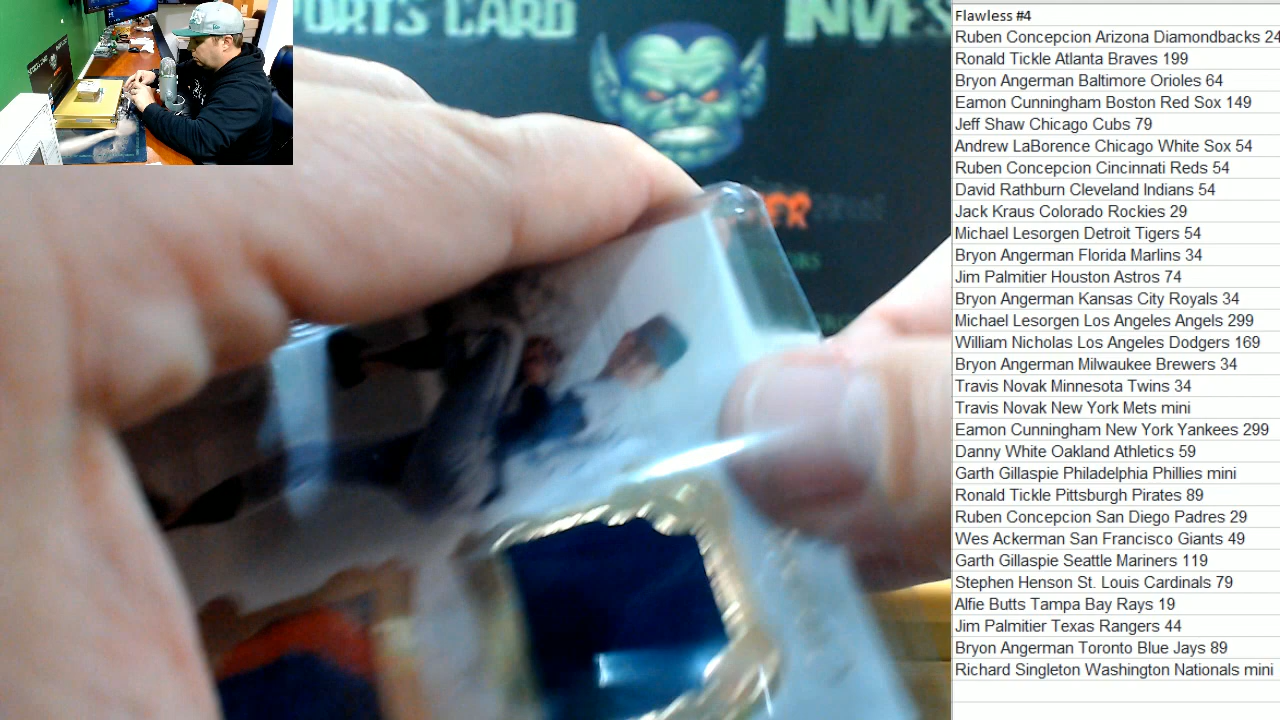 PORTS CARD INVES
Flawless #4
Ruben Concepcion Arizona Diamondbacks 24
Ronald Tickle Atlanta Braves 199
Bryon Angerman Baltimore Orioles 64
Eamon Cunningham Boston Red Sox 149
Jeff Shaw Chicago Cubs 79
Andrew LaBorence Chicago White Sox 54
Ruben Concepcion Cincinnati Reds 54
David Rathburn Cleveland Indians 54
Jack Kraus Colorado Rockies 29
Michael Lesorgen Detroit Tigers 54
Bryon Angerman Florida Marlins 34
Jim Palmitier Houston Astros 74
Bryon Angerman Kansas City Royals 34
Michael Lesorgen Los Angeles Angels 299
William Nicholas Los Angeles Dodgers 169
Bryon Angerman Milwaukee Brewers 34
Travis Novak Minnesota Twins 34
Travis Novak New York Mets mini
Eamon Cunningham New York Yankees 299
Danny White Oakland Athletics 59
Garth Gillaspie Philadelphia Phillies mini
Ronald Tickle Pittsburgh Pirates 89
Ruben Concepcion San Diego Padres 29
Wes Ackerman San Francisco Giants 49
Garth Gillaspie Seattle Mariners 119
Stephen Henson St. Louis Cardinals 79
Alfie Butts Tampa Bay Rays 19
Jim Palmitier Texas Rangers 44
Bryon Angerman Toronto Blue Jays 89
Richard Singleton Washington Nationals mini